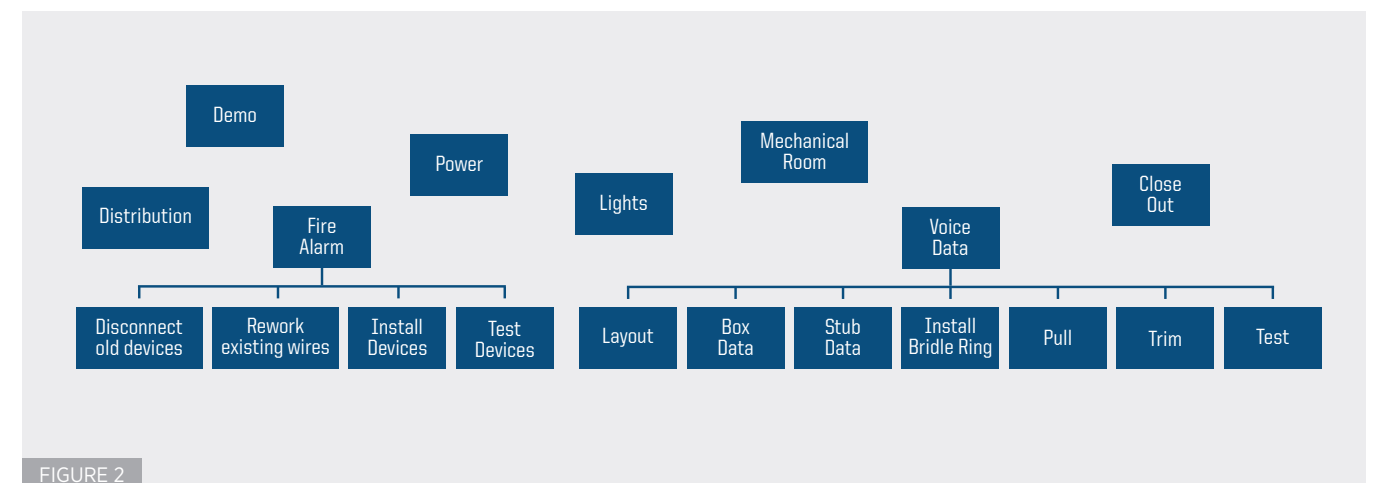 Demo
Power
Mechanical
Room
Distribution
Fire
Alarm
Lights
Voice
Data
Close
Out
Disconnect
old devices
Rework
existing wires
Install
Devices
Test
Devices
Layout
Box
Data
Stub
Data
Install
Bridle Ring
Pull
Trim
Test
FIGURE 2